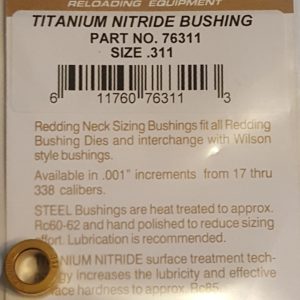 RELOADING EQUIPMENT
TITANIUM NITRIDE BUSHING
PART NO. 76311
SIZE .311
6 11760 76311 3
Redding Neck Sizing Bushings fit all Redding
Bushing Dies and interchange with Wilson
style bushings.
Available in .001" increments from 17 thru
338 calibers.
STEEL Bushings are heat treated to approx.
Rc60-62 and hand polished to reduce sizing
effort. Lubrication is recommended.
TITANIUM NITRIDE surface treatment tech-
increases the lubricity and effective
hardness to approx. Rc85.